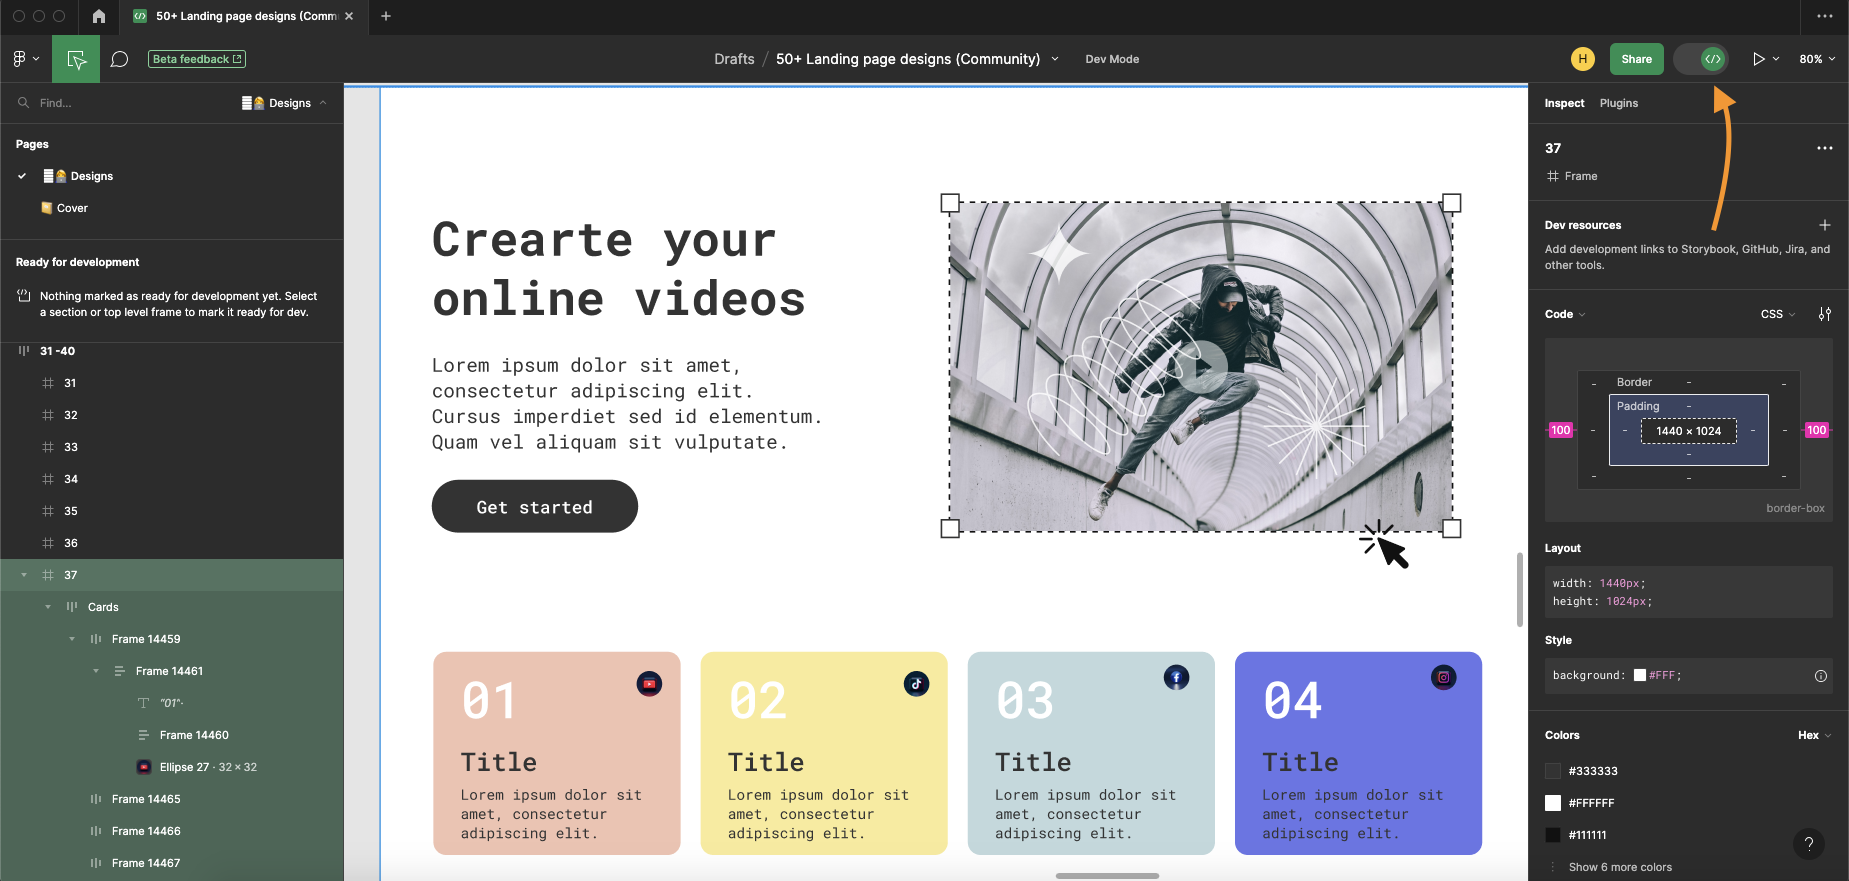 50+ Landing page designs (Comm
Beta feedback
Drafts / 50+ Landing page designs (Community)
Dev Mode
H
Share
80%
Find...
Designs
Pages
Designs
Cover
Ready for development
Nothing marked as ready for development yet. Select
a section or top level frame to mark it ready for dev.
31 -40
31
32
33
34
35
36
37
Cards
Frame 14459
Frame 14461
"01"·
Frame 14460
Ellipse 27 · 32 × 32
Frame 14465
Frame 14466
Frame 14467
Crearte your
online videos
Lorem ipsum dolor sit amet,
consectetur adipiscing elit.
Cursus imperdiet sed id elementum.
Quam vel aliquam sit vulputate.
Get started
01
Title
Lorem ipsum dolor sit
amet, consectetur
adipiscing elit.
02
Title
Lorem ipsum dolor sit
amet, consectetur
adipiscing elit.
03
Title
Lorem ipsum dolor sit
amet, consectetur
adipiscing elit.
04
Title
Lorem ipsum dolor sit
amet, consectetur
adipiscing elit.
Inspect Plugins
37
Frame
Dev resources
Add development links to Storybook, GitHub, Jira, and
other tools.
Code
CSS
Border -
Padding -
100
1440 × 1024
100
border-box
Layout
width: 1440px;
height: 1024px;
Style
background: #FFF;
Colors
Hex
#333333
#FFFFFF
#111111
Show 6 more colors
?